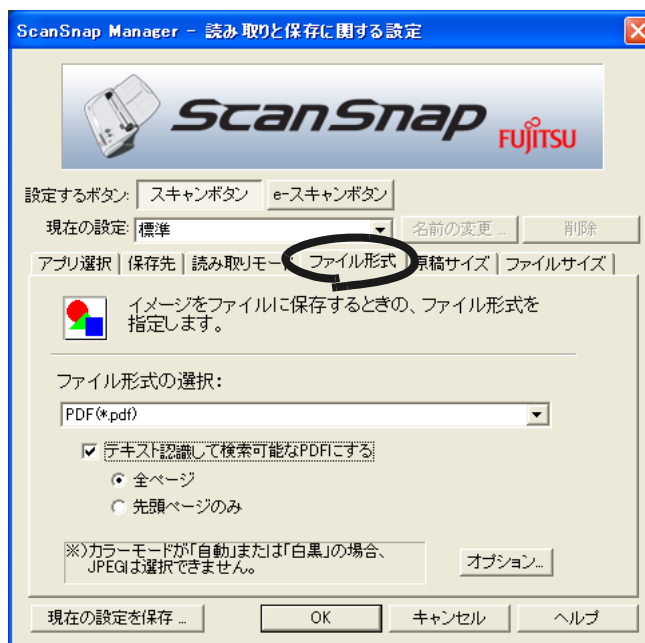 ScanSnap Manager - 読み取りと保存に関する設定
ScanSnap
FUJITSU
設定するボタン: スキャンボタン e-スキャンボタン
現在の設定: 標準 名前の変更 ... 削除
アプリ選択 保存先 読み取りモード ファイル形式 原稿サイズ ファイルサイズ
イメージをファイルに保存するときの、ファイル形式を
指定します。
ファイル形式の選択:
PDF(*.pdf)
テキスト認識して検索可能なPDFにする
全ページ
先頭ページのみ
※)カラーモードが「自動」または「白黒」の場合、
JPEGは選択できません。
オプション...
現在の設定を保存 ... OK キャンセル ヘルプ